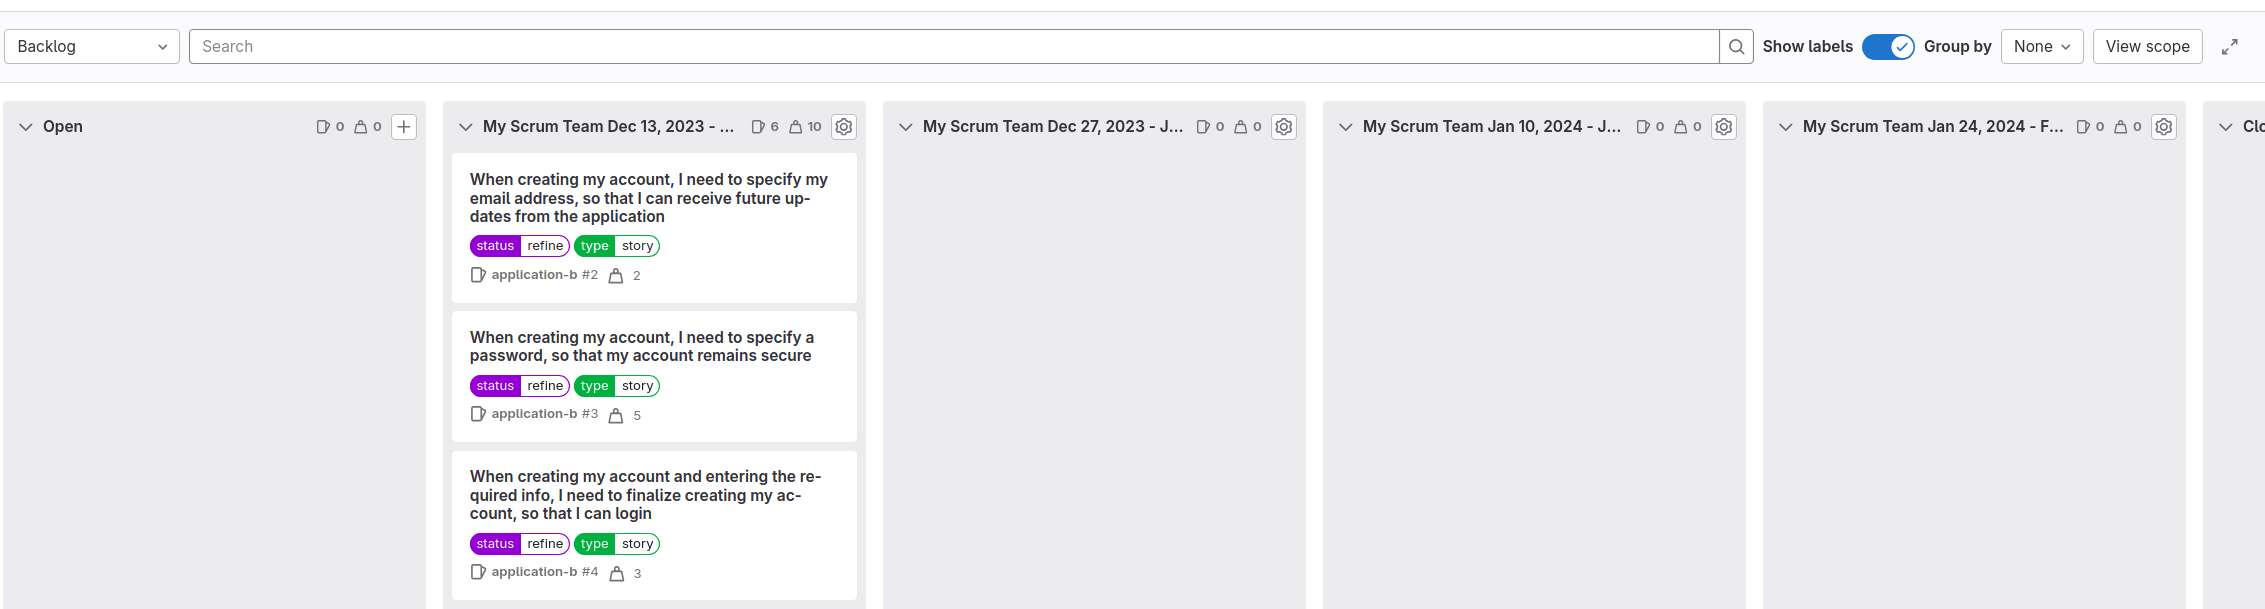 Backlog
Search
Show labels
Group by
None
View scope
Open
0
0
My Scrum Team Dec 13, 2023 - ...
6
10
My Scrum Team Dec 27, 2023 - J...
0
0
My Scrum Team Jan 10, 2024 - J...
0
0
My Scrum Team Jan 24, 2024 - F...
0
0
When creating my account, I need to specify my
email address, so that I can receive future up-
dates from the application
status refine type story
application-b #2 2
When creating my account, I need to specify a
password, so that my account remains secure
status refine type story
application-b #3 5
When creating my account and entering the re-
quired info, I need to finalize creating my ac-
count, so that I can login
status refine type story
application-b #4 3